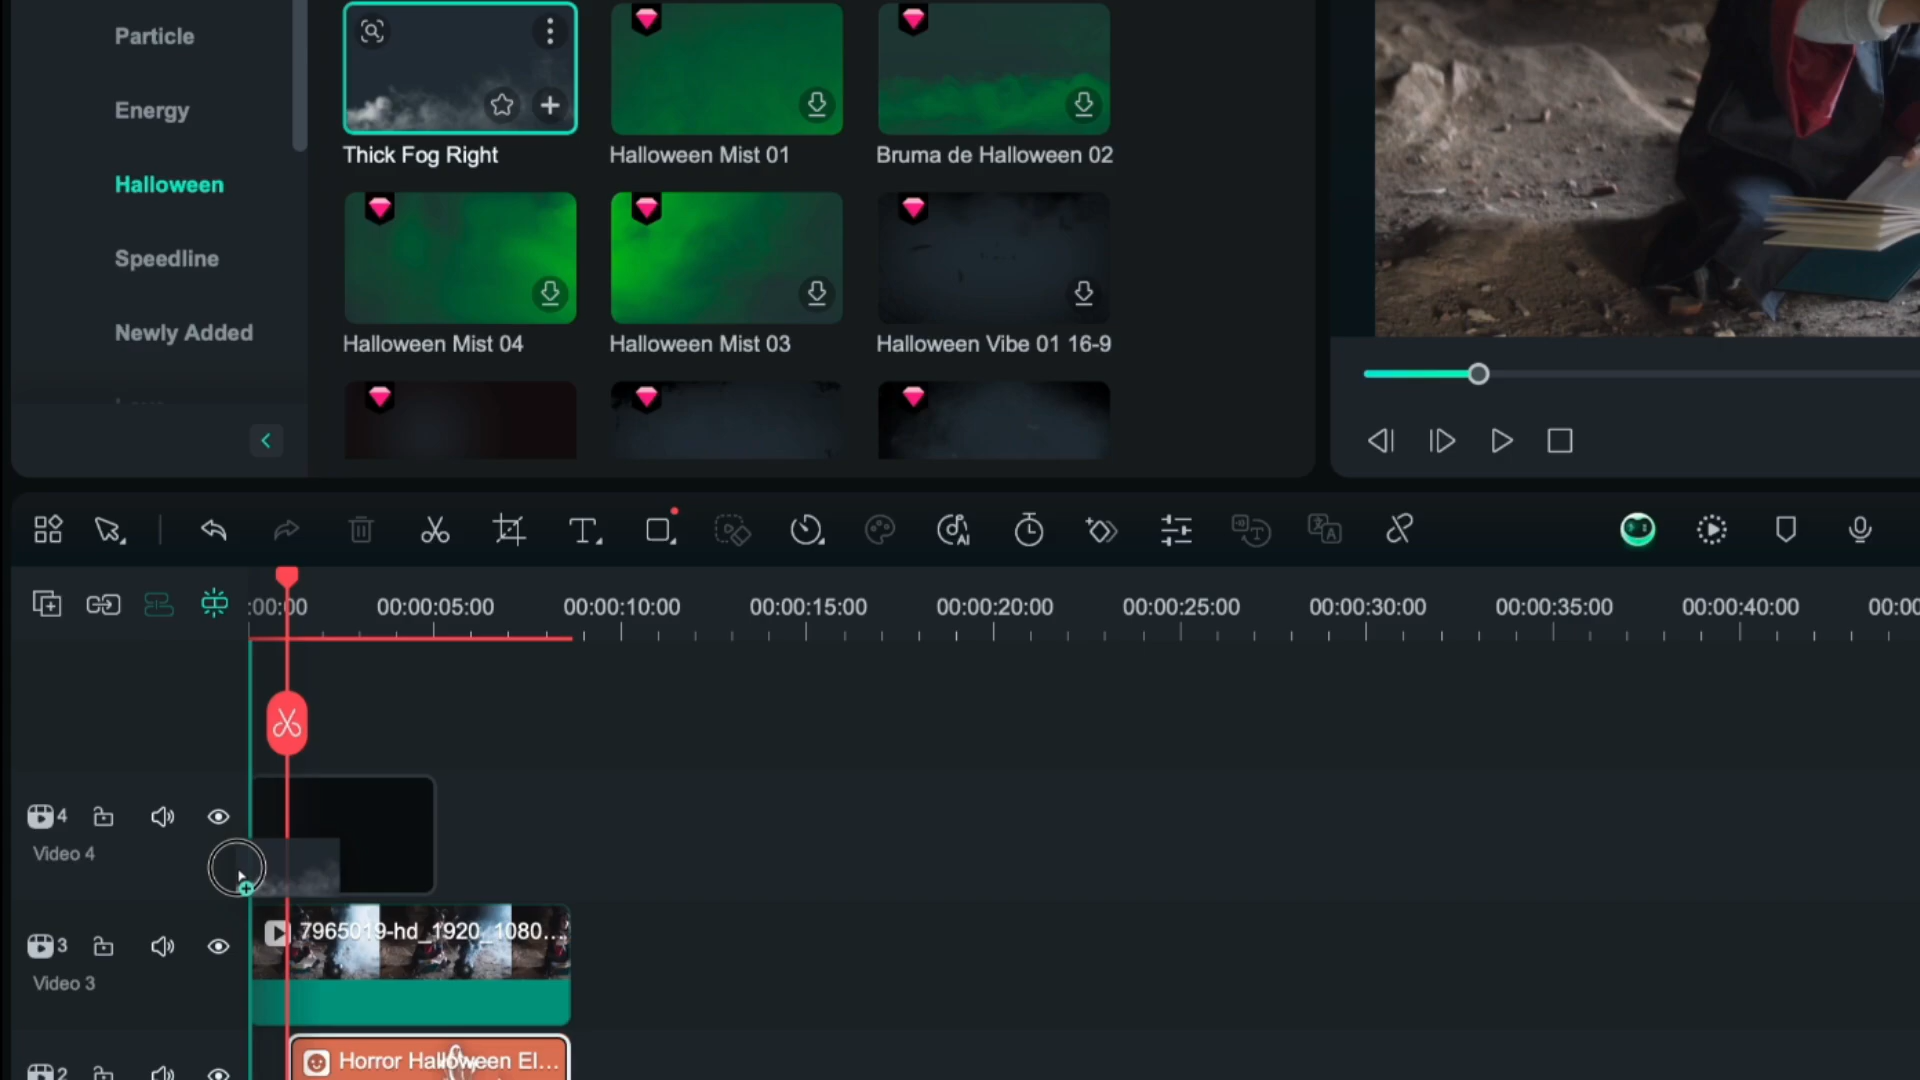 Particle
Energy
Halloween
Speedline
Newly Added
Thick Fog Right
Halloween Mist 01
Bruma de Halloween 02
Halloween Mist 04
Halloween Mist 03
Halloween Vibe 01 16-9
:00:00
00:00:05:00
00:00:10:00
00:00:15:00
00:00:20:00
00:00:25:00
00:00:30:00
00:00:35:00
00:00:40:00
00:00
4
Video 4
3
Video 3
7965019-hd_1920_1080...
2
Horror Halloween El...